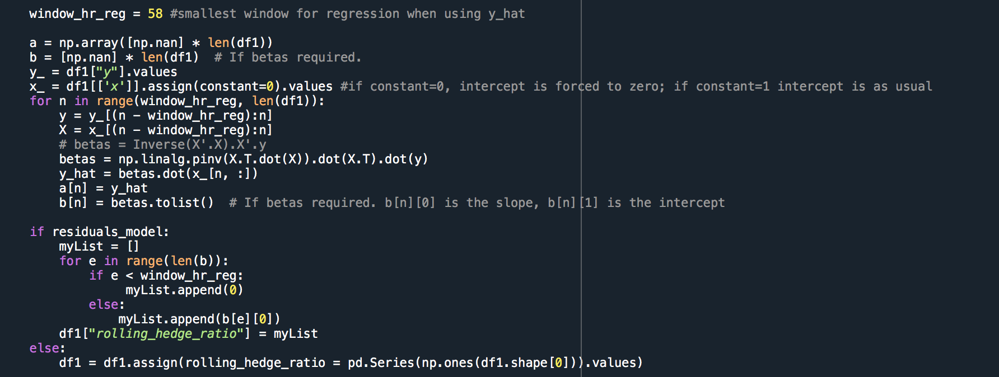 window_hr_reg = 58 #smallest window for regression when using y_hat
a = np.array([np.nan] * len(df1))
b = [np.nan] * len(df1)  # If betas required.
y_ = df1["y"].values
x_ = df1[['x']].assign(constant=0).values #if constant=0, intercept is forced to zero; if constant=1 intercept is as usual
for n in range(window_hr_reg, len(df1)):
    y = y_[(n - window_hr_reg):n]
    X = x_[(n - window_hr_reg):n]
    # betas = Inverse(X'.X).X'.y
    betas = np.linalg.pinv(X.T.dot(X)).dot(X.T).dot(y)
    y_hat = betas.dot(x_[n, :])
    a[n] = y_hat
    b[n] = betas.tolist()  # If betas required. b[n][0] is the slope, b[n][1] is the intercept
if residuals_model:
    myList = []
    for e in range(len(b)):
        if e < window_hr_reg:
             myList.append(0)
        else:
            myList.append(b[e][0])
    df1["rolling_hedge_ratio"] = myList
else:
    df1 = df1.assign(rolling_hedge_ratio = pd.Series(np.ones(df1.shape[0])).values)